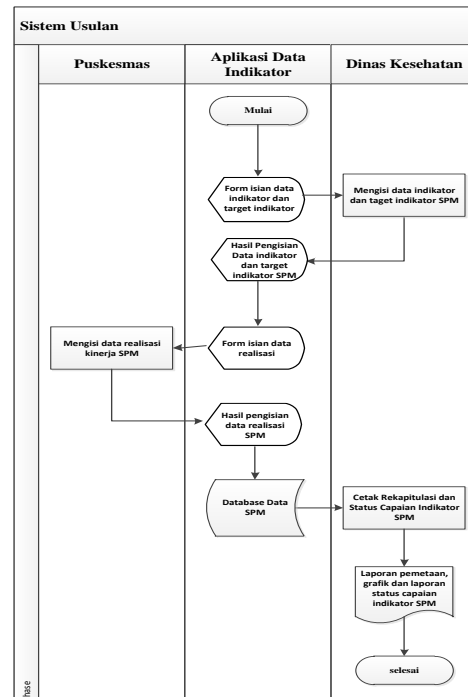 Sistem Usulan
Puskesmas
Aplikasi Data
Indikator
Dinas Kesehatan
Mulai
Form isian data
indikator dan
target indikator
Mengisi data indikator
dan taget indikator SPM
Hasil Pengisian
Data indikator
dan target
indikator SPM
Form isian data
realisasi
Mengisi data realisasi
kinerja SPM
Hasil pengisian
data realisasi
SPM
Database Data
SPM
Cetak Rekapitulasi dan
Status Capaian Indikator
SPM
Laporan pemetaan,
grafik dan laporan
status capaian
indikator SPM
selesai
hase